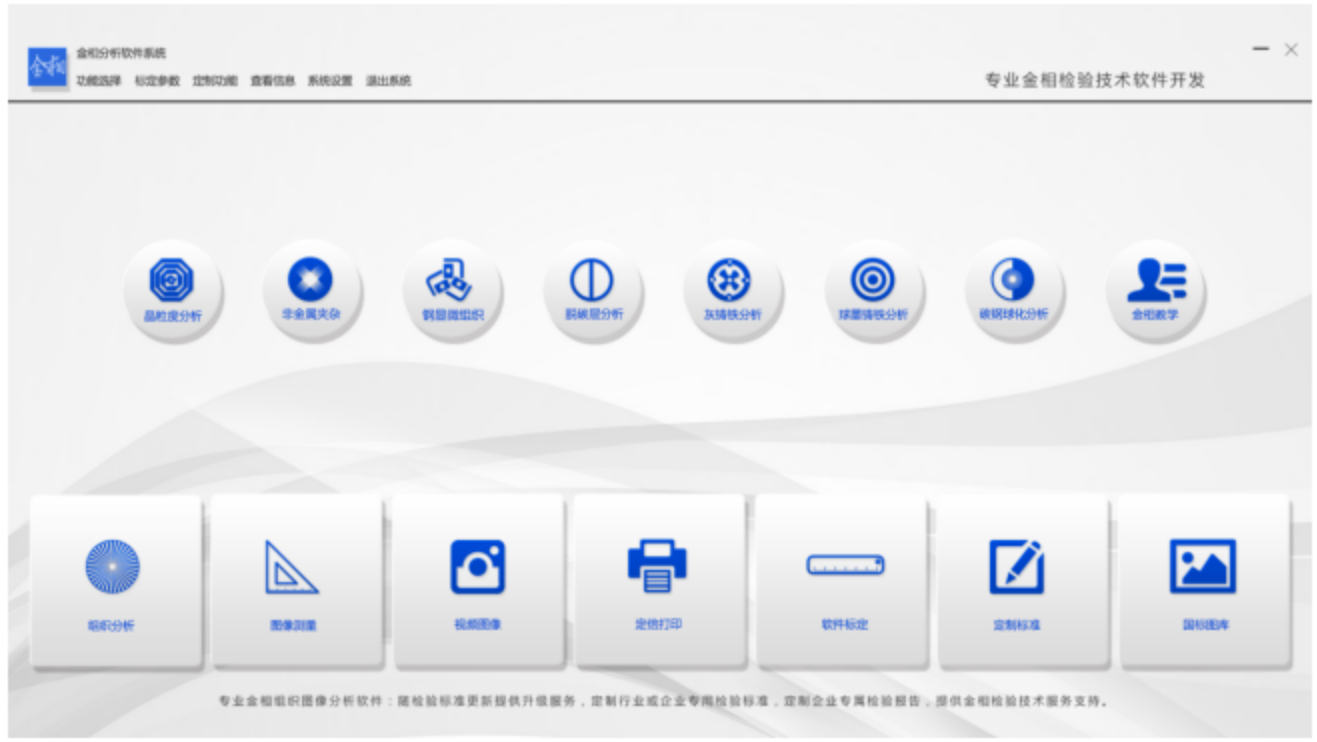 金相
金相分析软件系统
功能选择 标定参数 定制功能 查看信息 系统设置 退出系统
专业金相检验技术软件开发
晶粒度分析 非金属夹杂 钢显微组织 脱碳层分析 灰铸铁分析 球墨铸铁分析 碳钢球化分析 金相教学
组织分析 图像测量 视频图像 定倍打印 软件标定 定制标准 国标图库
专业金相组织图像分析软件：随检验标准更新提供升级服务，定制行业或企业专用检验标准，定制企业专属检验报告，提供金相检验技术服务支持。